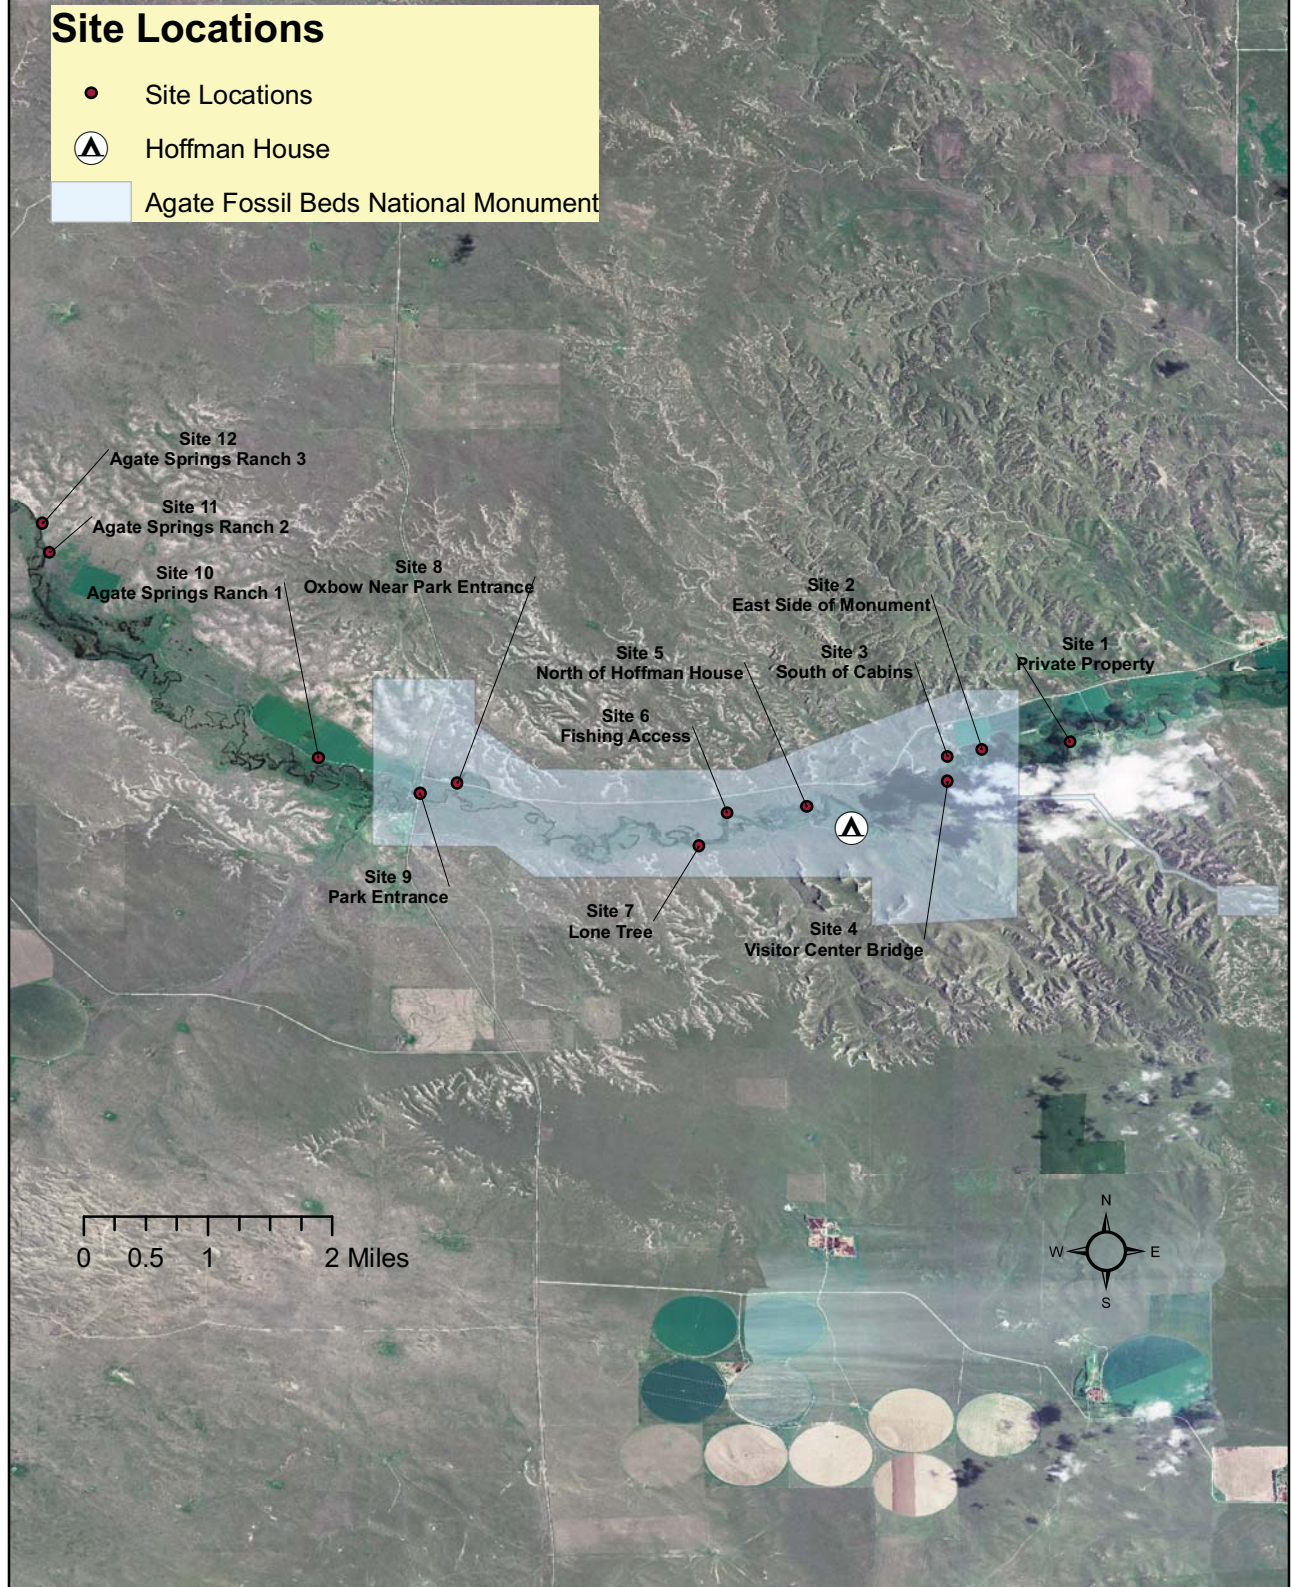 Site Locations
Site Locations
Hoffman House
Agate Fossil Beds National Monument
Site 12
Agate Springs Ranch 3
Site 11
Agate Springs Ranch 2
Site 10
Agate Springs Ranch 1
Site 8
Oxbow Near Park Entrance
Site 2
East Side of Monument
Site 1
Private Property
Site 5
North of Hoffman House
Site 3
South of Cabins
Site 6
Fishing Access
Site 9
Park Entrance
Site 7
Lone Tree
Site 4
Visitor Center Bridge
N
W E
S
0 0.5 1 2 Miles